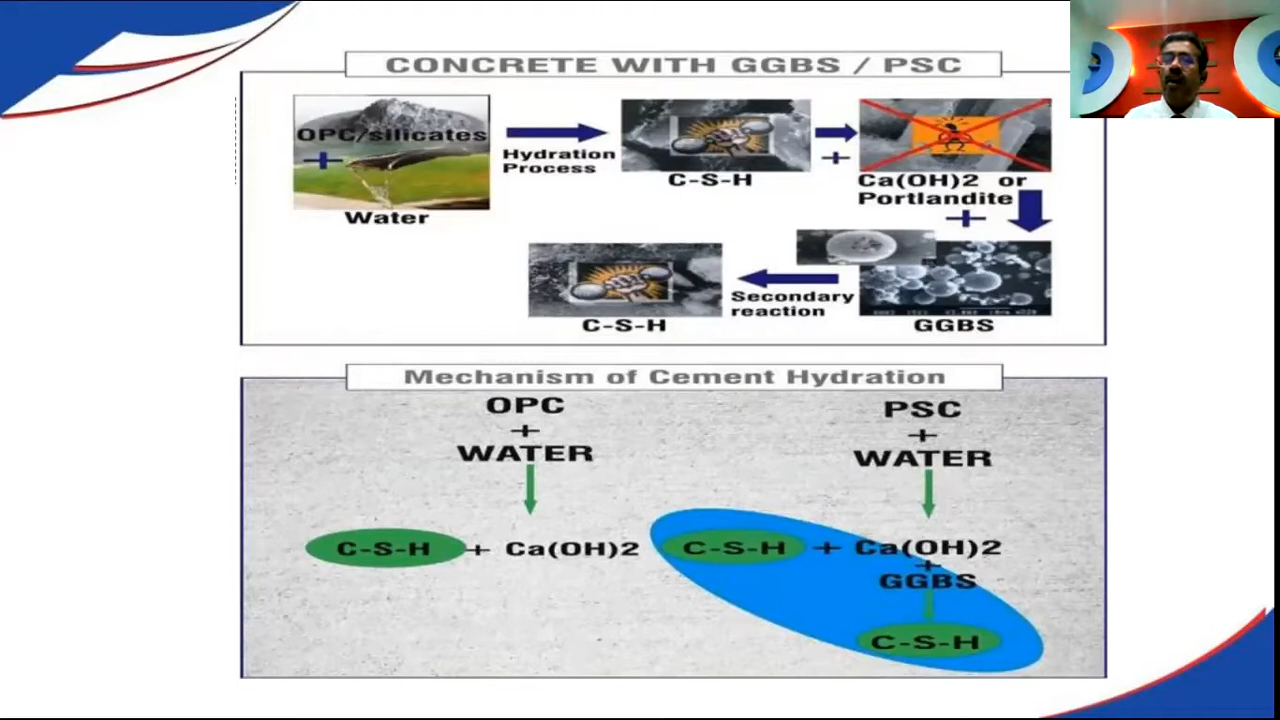 CONCRETE WITH GGBS / PSC
OPC/silicates
+
Water
Hydration
Process
C-S-H
+
Ca(OH)2 or
Portlandite
+
GGBS
Secondary
reaction
C-S-H
Mechanism of Cement Hydration
OPC
+
WATER
C-S-H + Ca(OH)2
PSC
+
WATER
C-S-H + Ca(OH)2
+
GGBS
C-S-H